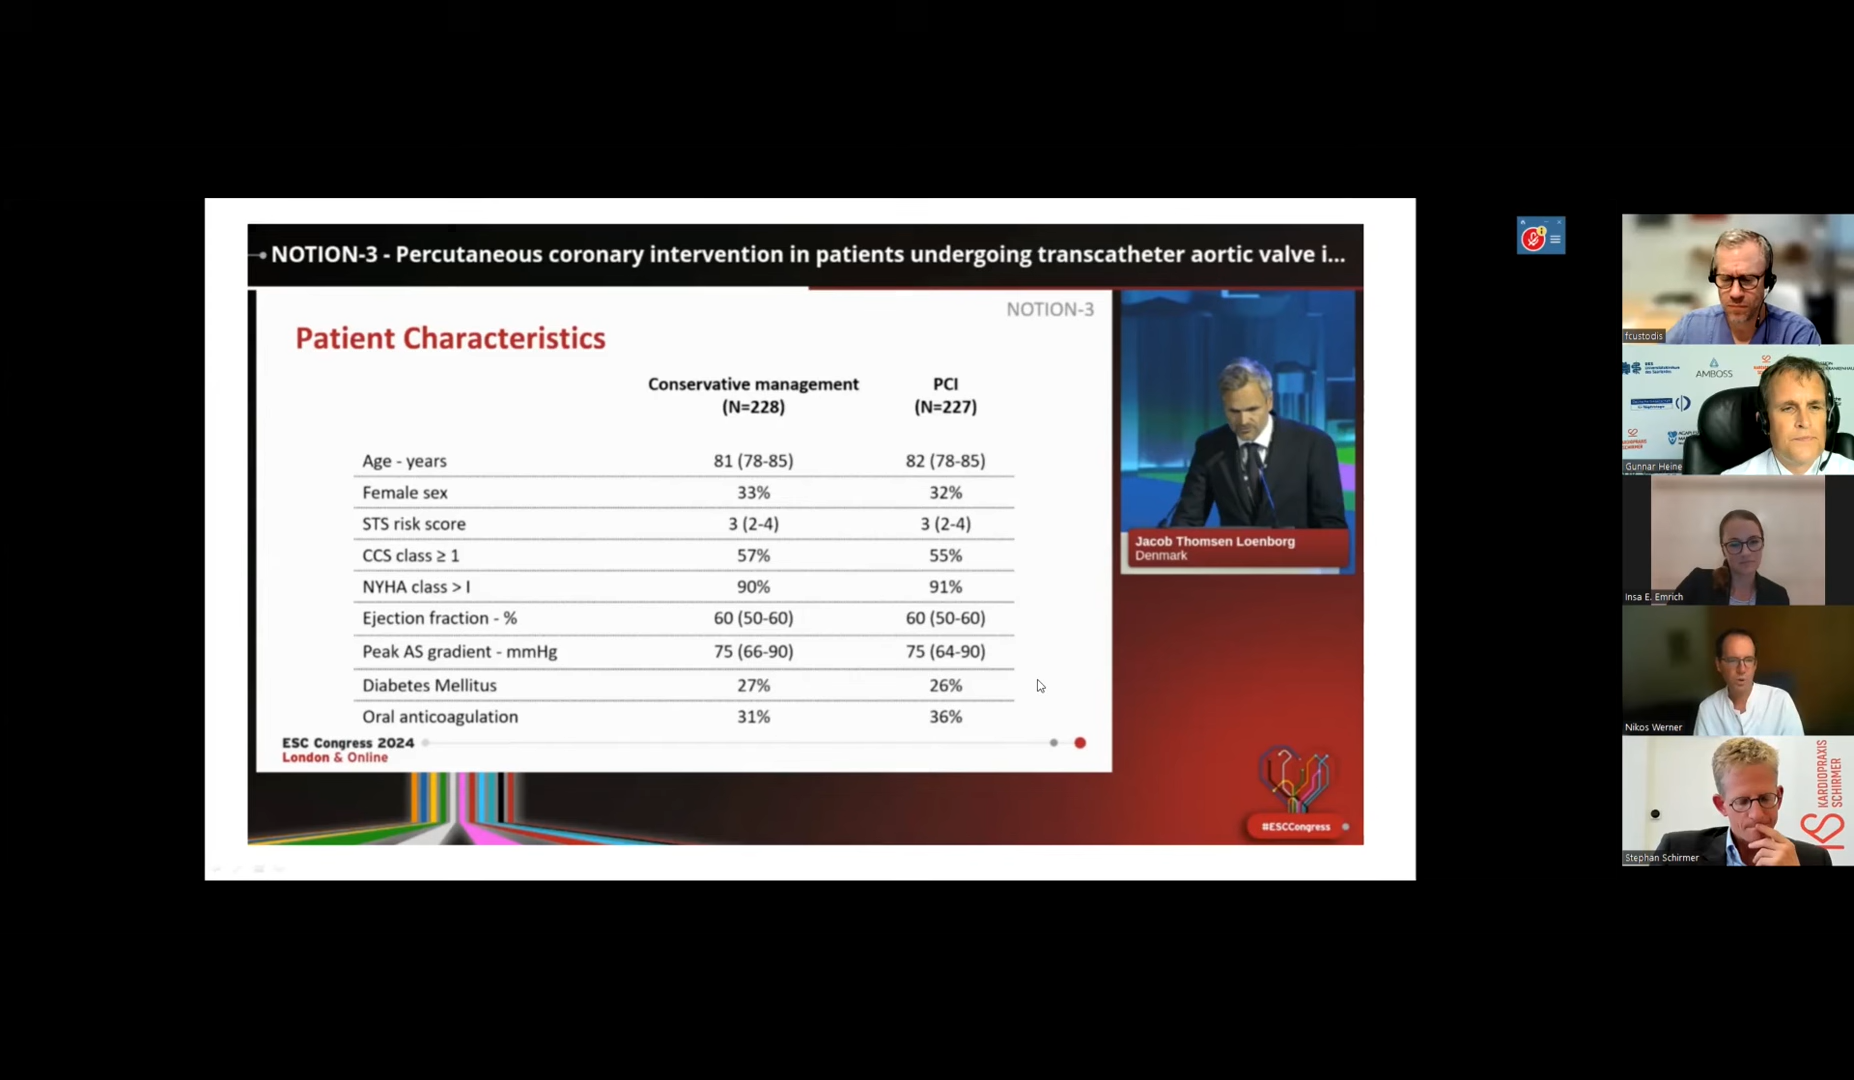 NOTION-3 - Percutaneous coronary intervention in patients undergoing transcatheter aortic valve i...
NOTION-3
Patient Characteristics
Conservative management (N=228) PCI (N=227)
Age - years 81 (78-85) 82 (78-85)
Female sex 33% 32%
STS risk score 3 (2-4) 3 (2-4)
CCS class ≥ 1 57% 55%
NYHA class > I 90% 91%
Ejection fraction - % 60 (50-60) 60 (50-60)
Peak AS gradient - mmHg 75 (66-90) 75 (64-90)
Diabetes Mellitus 27% 26%
Oral anticoagulation 31% 36%
ESC Congress 2024
London & Online
Jacob Thomsen Loenborg
Denmark
#ESCCongress
fcustodis
AMBOSS
Gunnar Heine
Insa E. Emrich
Nikos Werner
KARDIOPRAXIS
SCHIRMER
Stephan Schirmer